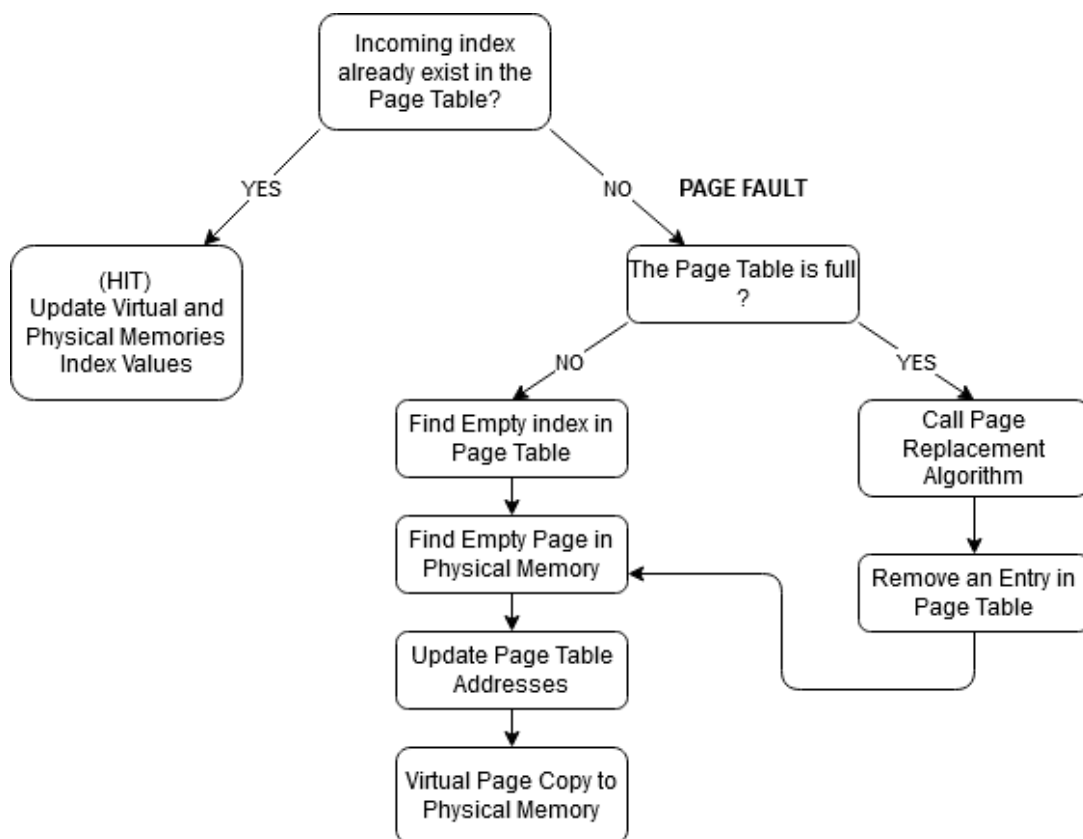 Incoming index
already exist in the
Page Table?
YES
NO
PAGE FAULT
(HIT)
Update Virtual and
Physical Memories
Index Values
The Page Table is full
?
NO
YES
Find Empty index in
Page Table
Call Page
Replacement
Algorithm
Find Empty Page in
Physical Memory
Remove an Entry in
Page Table
Update Page Table
Addresses
Virtual Page Copy to
Physical Memory